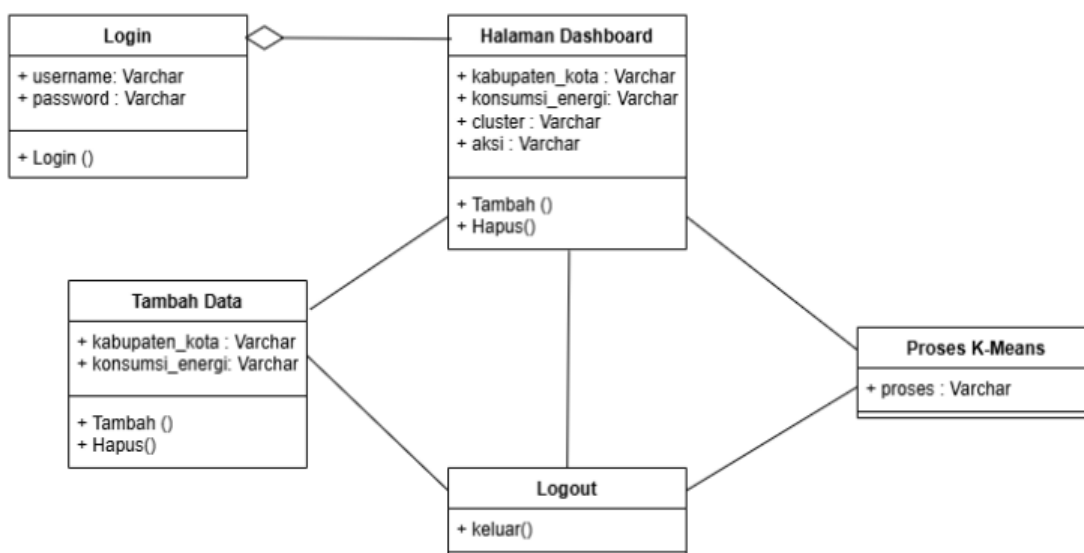 Login
+ username: Varchar
+ password : Varchar
+ Login ()
Halaman Dashboard
+ kabupaten_kota : Varchar
+ konsumsi_energi: Varchar
+ cluster : Varchar
+ aksi : Varchar
+ Tambah ()
+ Hapus()
Tambah Data
+ kabupaten_kota : Varchar
+ konsumsi_energi: Varchar
+ Tambah ()
+ Hapus()
Proses K-Means
+ proses : Varchar
Logout
+ keluar()